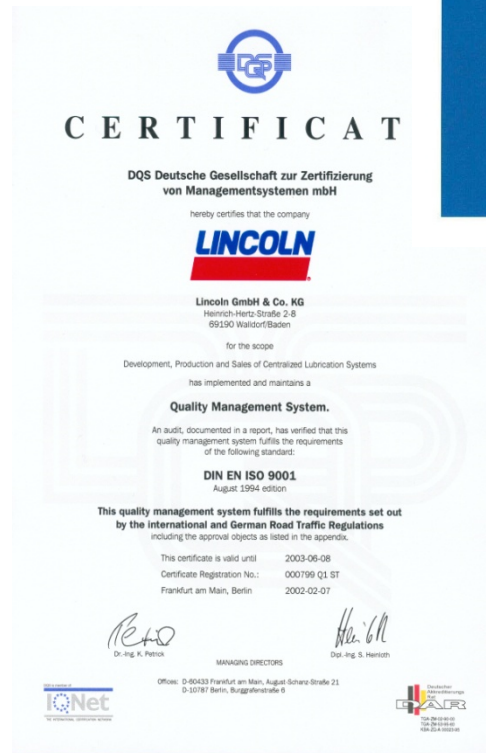 DQS
CERTIFICAT
DQS Deutsche Gesellschaft zur Zertifizierung
von Managementsystemen mbH
hereby certifies that the company
LINCOLN
Lincoln GmbH & Co. KG
Heinrich-Hertz-Straße 2-8
69190 Walldorf/Baden
for the scope
Development, Production and Sales of Centralized Lubrication Systems
has implemented and maintains a
Quality Management System.
An audit, documented in a report, has verified that this
quality management system fulfills the requirements
of the following standard:
DIN EN ISO 9001
August 1994 edition
This quality management system fulfills the requirements set out
by the international and German Road Traffic Regulations
including the approval objects as listed in the appendix.
This certificate is valid until 2003-06-08
Certificate Registration No.: 000799 Q1 ST
Frankfurt am Main, Berlin 2002-02-07
Dr.-Ing. K. Petrick Dipl.-Ing. S. Heinloth
MANAGING DIRECTORS
Offices: D-60433 Frankfurt am Main, August-Schanz-Straße 21
D-10787 Berlin, Burggrafenstraße 6
IQNet
THE INTERNATIONAL CERTIFICATION NETWORK
Deutscher
Akkreditierungs
Rat
DAR